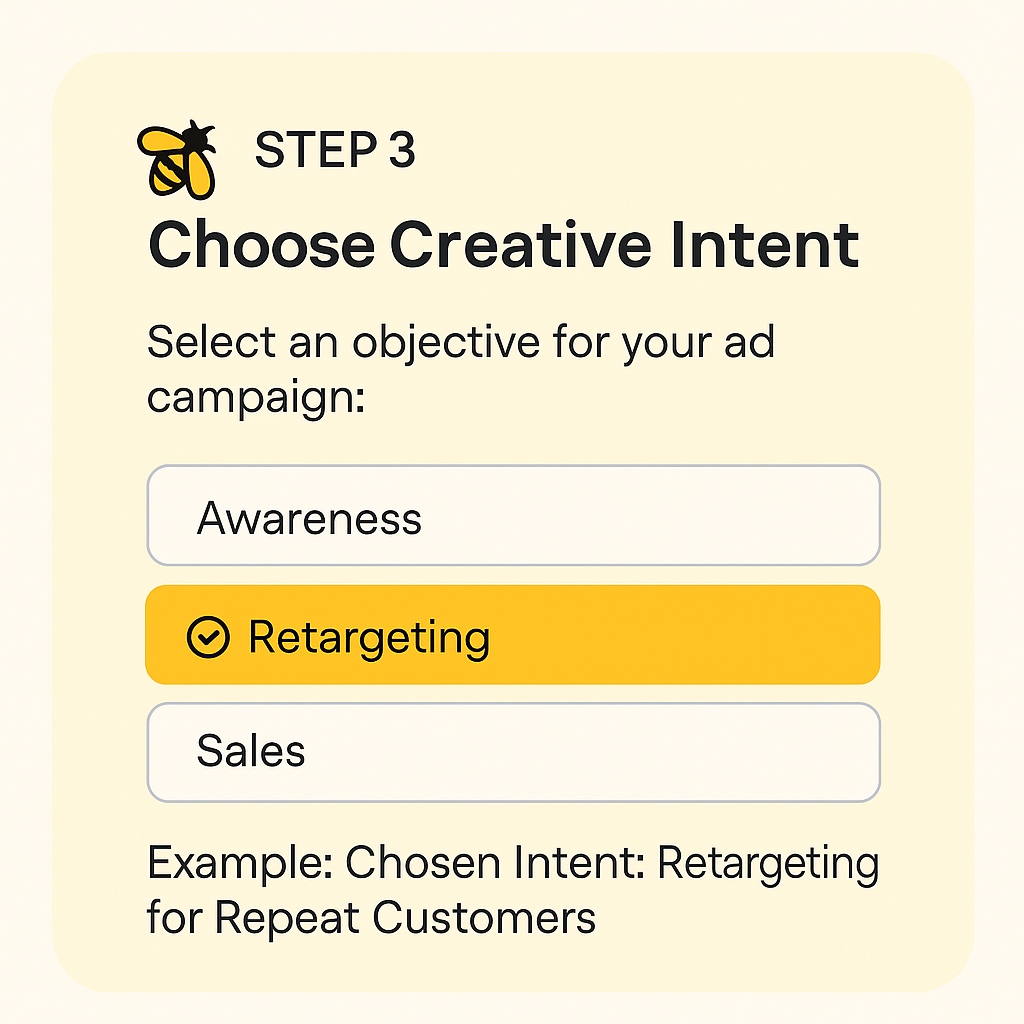 STEP 3
Choose Creative Intent
Select an objective for your ad
campaign:
Awareness
Retargeting
Sales
Example: Chosen Intent: Retargeting
for Repeat Customers